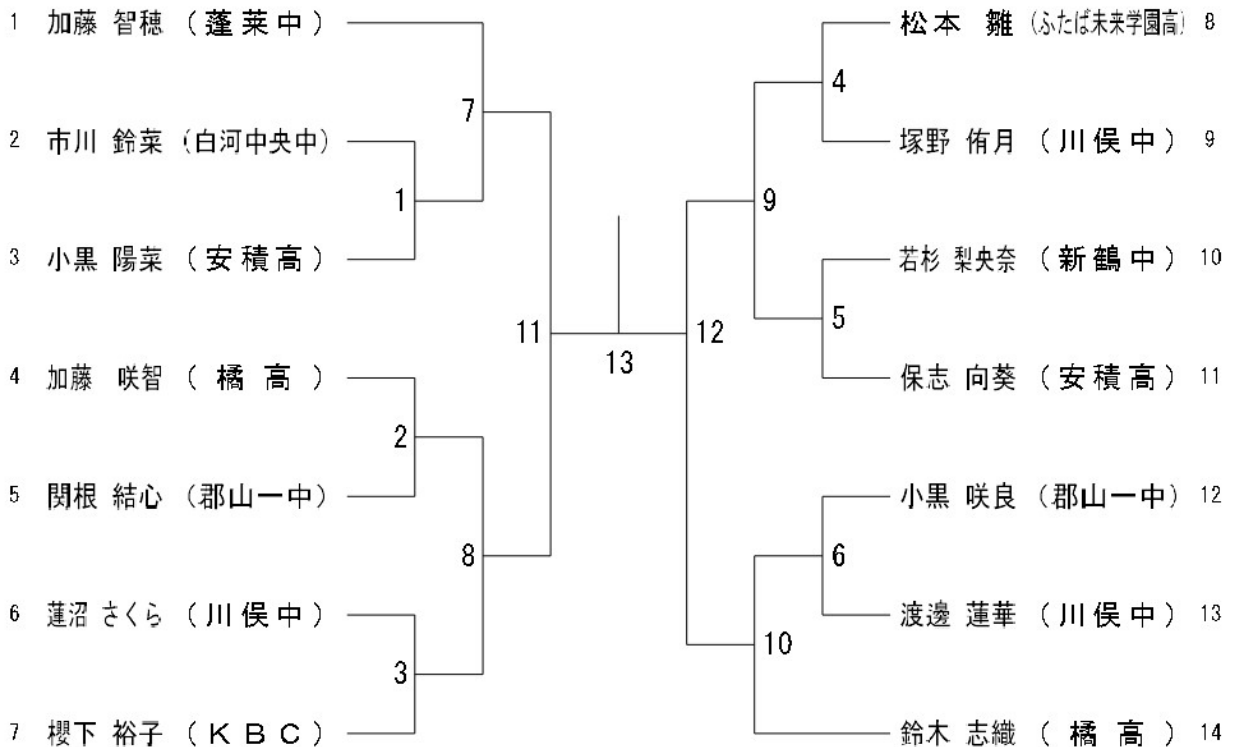 1 加藤 智穂 (蓬莱中)
2 市川 鈴菜 (白河中央中)
3 小黒 陽菜 (安積高)
4 加藤 咲智 (橘高)
5 関根 結心 (郡山一中)
6 蓮沼 さくら (川俣中)
7 櫻下 裕子 (KBC)
7
1
2
8
3
11
13
12
4
9
5
6
10
松本 雛 (ふたば未来学園高) 8
塚野 侑月 (川俣中) 9
若杉 梨央奈 (新鶴中) 10
保志 向葵 (安積高) 11
小黒 咲良 (郡山一中) 12
渡邊 蓮華 (川俣中) 13
鈴木 志織 (橘高) 14